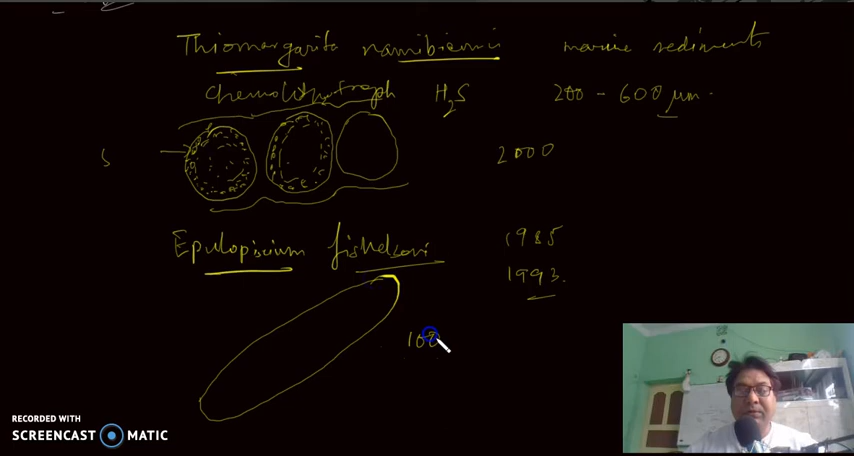 Thiomargarita namibiensis marine sediments
Chemolithotroph H2S 200 - 600 μm.
S 2000
Epulopiscium fishelsoni 1985
1993.
100
RECORDED WITH
SCREENCAST MATIC